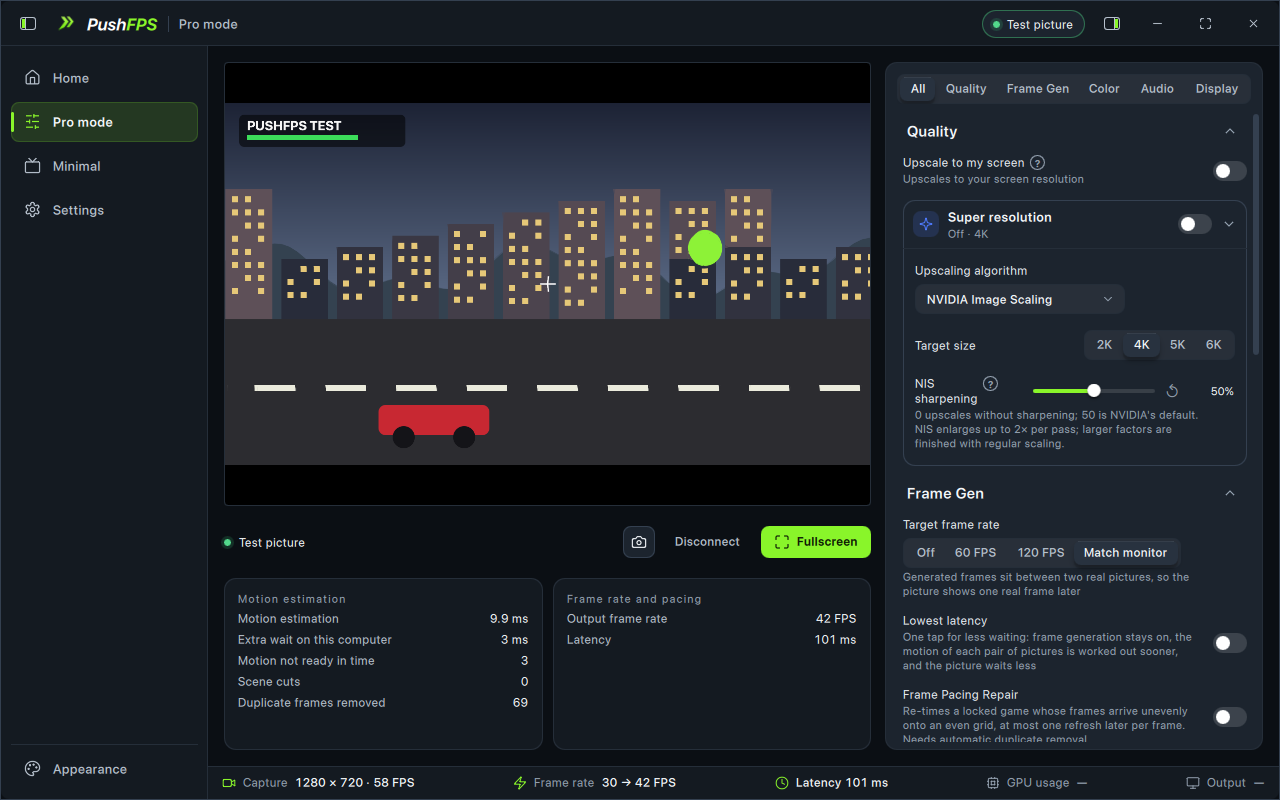 PushFPS
Pro mode
Test picture
Home
Pro mode
Minimal
Settings
Appearance
PUSHFPS TEST
Test picture
Disconnect
Fullscreen
Motion estimation
Motion estimation 9.9 ms
Extra wait on this computer 3 ms
Motion not ready in time 3
Scene cuts 0
Duplicate frames removed 69
Frame rate and pacing
Output frame rate 42 FPS
Latency 101 ms
All Quality Frame Gen Color Audio Display
Quality
Upscale to my screen ?
Upscales to your screen resolution
Super resolution
Off · 4K
Upscaling algorithm
NVIDIA Image Scaling
Target size 2K 4K 5K 6K
NIS sharpening ? 50%
0 upscales without sharpening; 50 is NVIDIA's default.
NIS enlarges up to 2× per pass; larger factors are
finished with regular scaling.
Frame Gen
Target frame rate
Off 60 FPS 120 FPS Match monitor
Generated frames sit between two real pictures, so the
picture shows one real frame later
Lowest latency
One tap for less waiting: frame generation stays on, the
motion of each pair of pictures is worked out sooner,
and the picture waits less
Frame Pacing Repair
Re-times a locked game whose frames arrive unevenly
onto an even grid, at most one refresh later per frame.
Needs automatic duplicate removal
Capture 1280 × 720 · 58 FPS
Frame rate 30 → 42 FPS
Latency 101 ms
GPU usage —
Output —